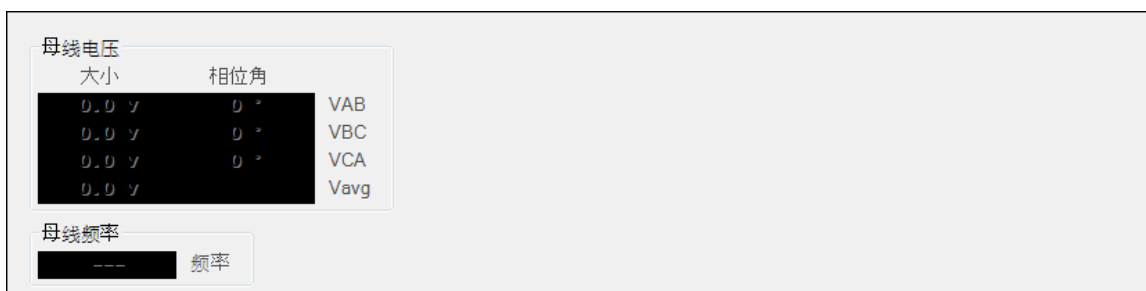 母线电压
大小 相位角
0.0 V 0 ° VAB
0.0 V 0 ° VBC
0.0 V 0 ° VCA
0.0 V Vavg
母线频率
--- 频率